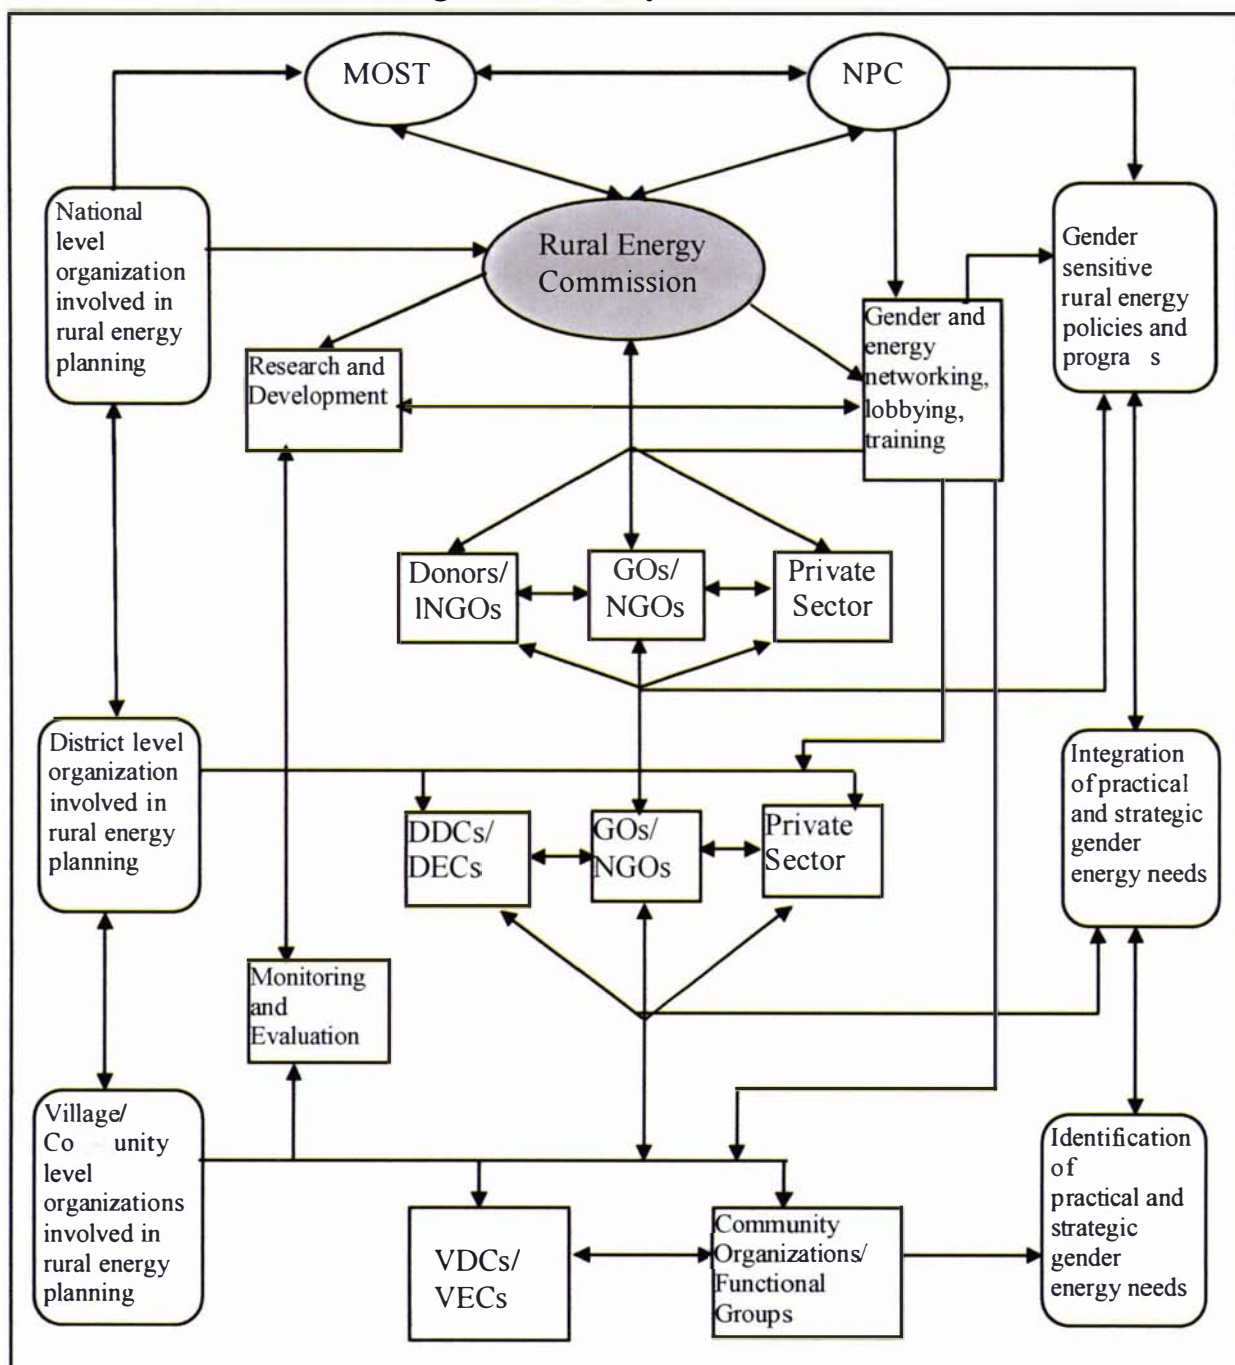 MOST
NPC
National
level
organization
involved in
rural energy
planning
Rural Energy
Commission
Gender
sensitive
rural energy
policies and
progra s
Research and
Development
Gender and
energy
networking,
lobbying,
training
Donors/
INGOs
GOs/
NGOs
Private
Sector
District level
organization
involved in
rural energy
planning
DDCs/
DECs
GOs/
NGOs
Private
Sector
Integration
of practical
and strategic
gender
energy needs
Monitoring
and
Evaluation
Village/
Co unity
level
organizations
involved in
rural energy
planning
VDCs/
VECs
Community
Organizations/
Functional
Groups
Identification
of
practical and
strategic
gender
energy needs